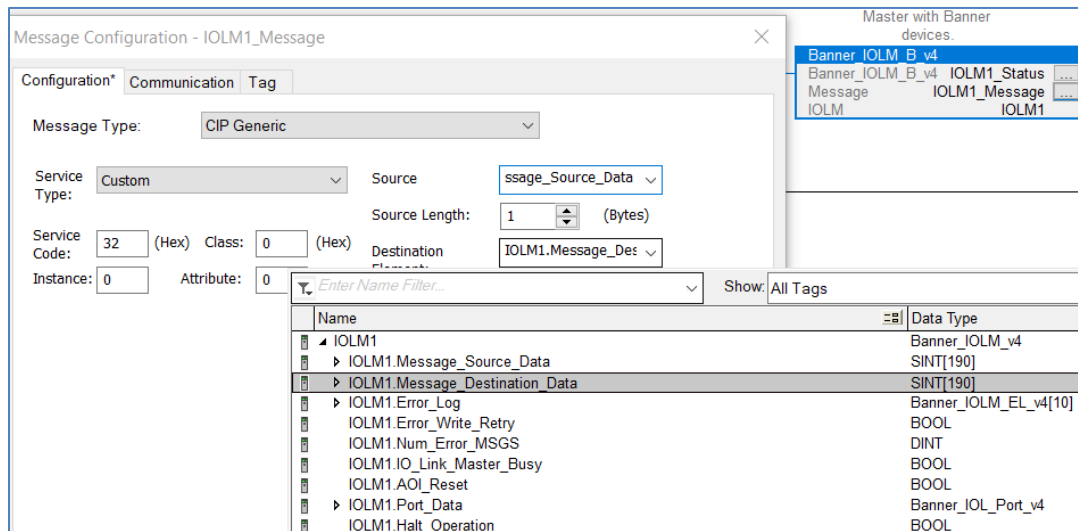 Master with Banner
devices.
Message Configuration - IOLM1_Message
Banner_IOLM_B_v4
Banner_IOLM_B_v4 IOLM1_Status ...
Message IOLM1_Message ...
IOLM IOLM1
Configuration* Communication Tag
Message Type: CIP Generic
Service Type: Custom
Source ssage_Source_Data
Source Length: 1 (Bytes)
Service Code: 32 (Hex) Class: 0 (Hex)
Destination IOLM1.Message_Des
Instance: 0 Attribute: 0
Enter Name Filter... Show: All Tags
Name Data Type
IOLM1 Banner_IOLM_v4
IOLM1.Message_Source_Data SINT[190]
IOLM1.Message_Destination_Data SINT[190]
IOLM1.Error_Log Banner_IOLM_EL_v4[10]
IOLM1.Error_Write_Retry BOOL
IOLM1.Num_Error_MSGS DINT
IOLM1.IO_Link_Master_Busy BOOL
IOLM1.AOI_Reset BOOL
IOLM1.Port_Data Banner_IOL_Port_v4
IOLM1.Halt_Operation BOOL